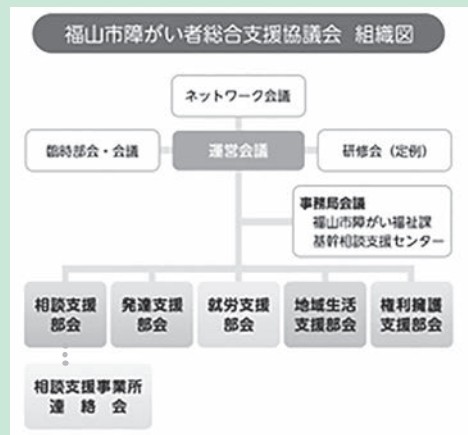 福山市障がい者総合支援協議会 組織図
ネットワーク会議
臨時部会・会議
運営会議
研修会(定例)
事務局会議
福山市障がい福祉課
基幹相談支援センター
相談支援
部会
発達支援
部会
就労支援
部会
地域生活
支援部会
権利擁護
支援部会
相談支援事業所
連絡会